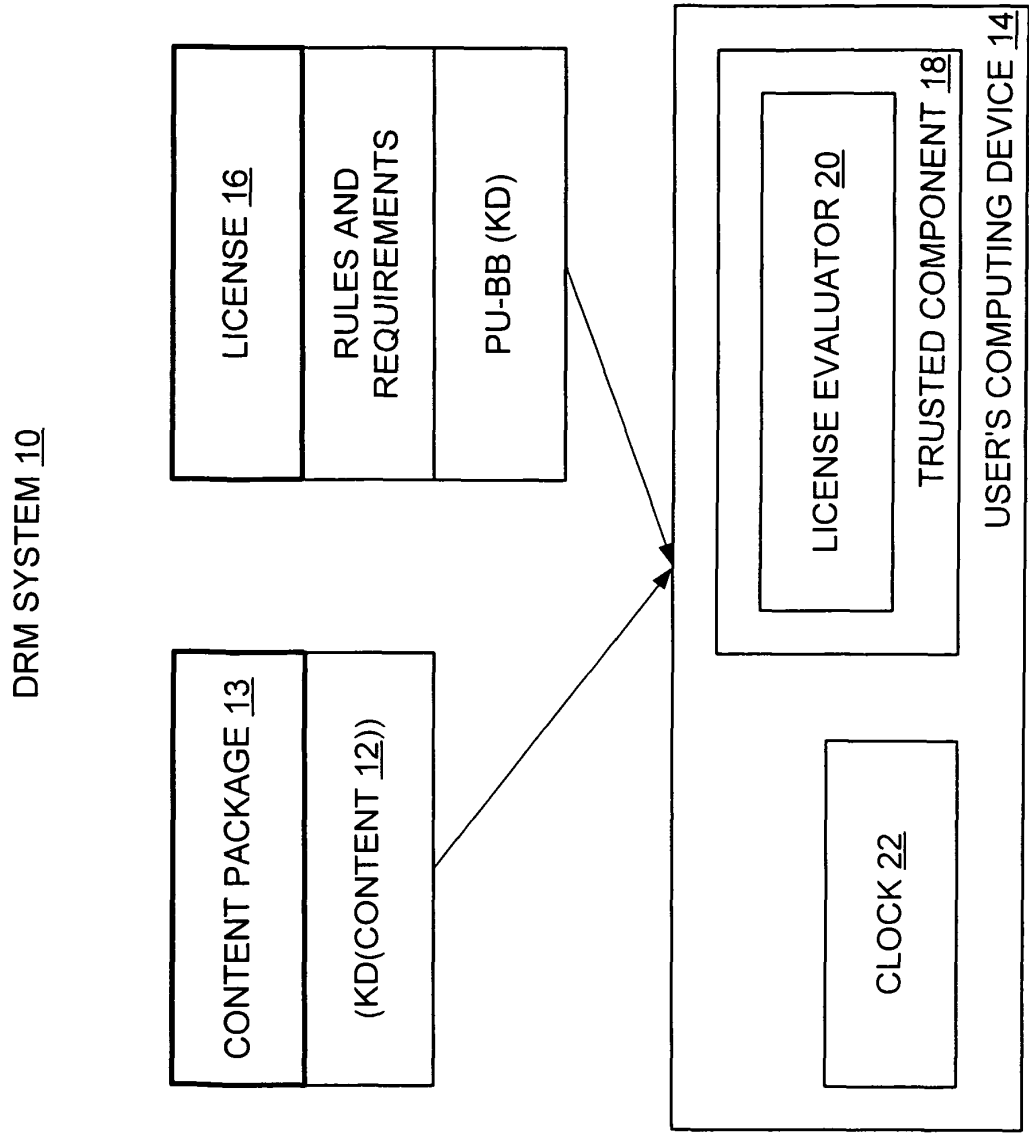 DRM SYSTEM 10
CONTENT PACKAGE 13
(KD(CONTENT 12))
LICENSE 16
RULES AND
REQUIREMENTS
PU-BB (KD)
CLOCK 22
LICENSE EVALUATOR 20
TRUSTED COMPONENT 18
USER'S COMPUTING DEVICE 14